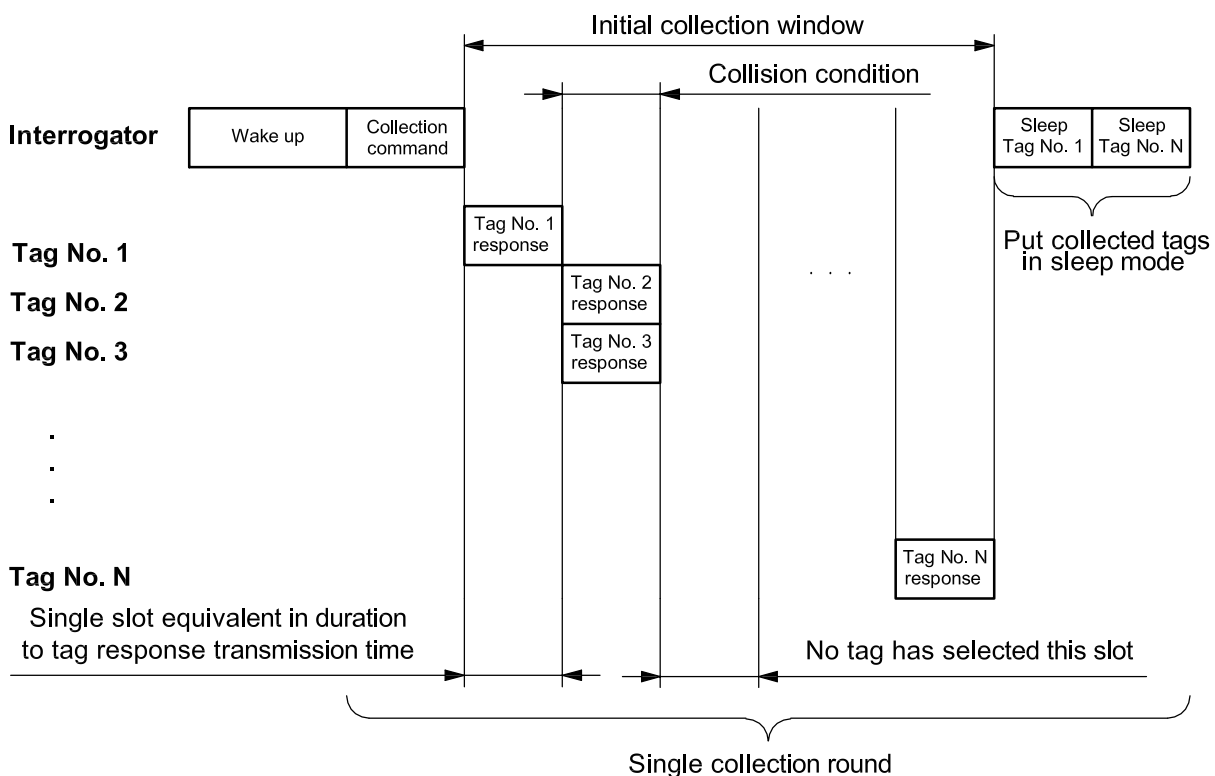 Initial collection window
Collision condition
Interrogator
Wake up
Collection
command
Sleep
Tag No. 1
Sleep
Tag No. N
Tag No. 1
response
Put collected tags
in sleep mode
Tag No. 1
. . .
Tag No. 2
response
Tag No. 2
Tag No. 3
response
Tag No. 3
.
.
.
Tag No. N
response
Tag No. N
Single slot equivalent in duration
to tag response transmission time
No tag has selected this slot
Single collection round